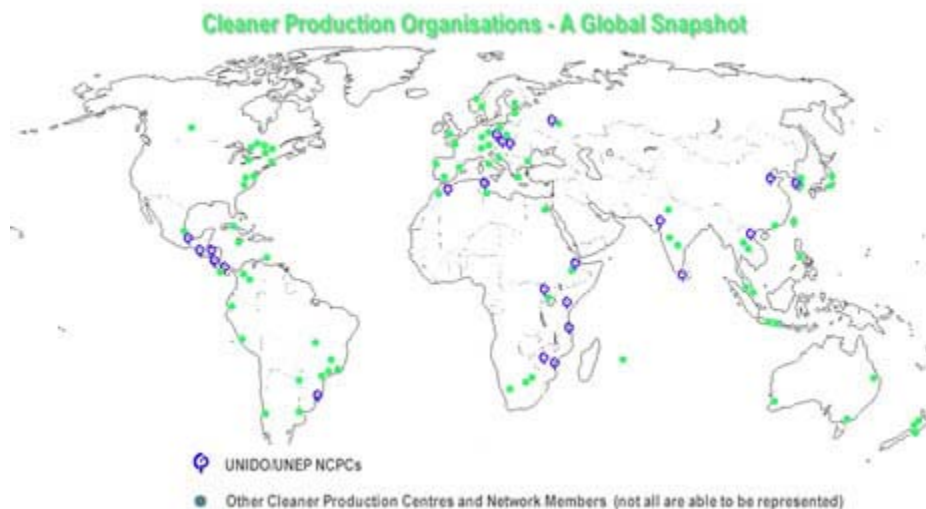 Cleaner Production Organisations - A Global Snapshot
UNIDO/UNEP NCPCs
Other Cleaner Production Centres and Network Members (not all are able to be represented)